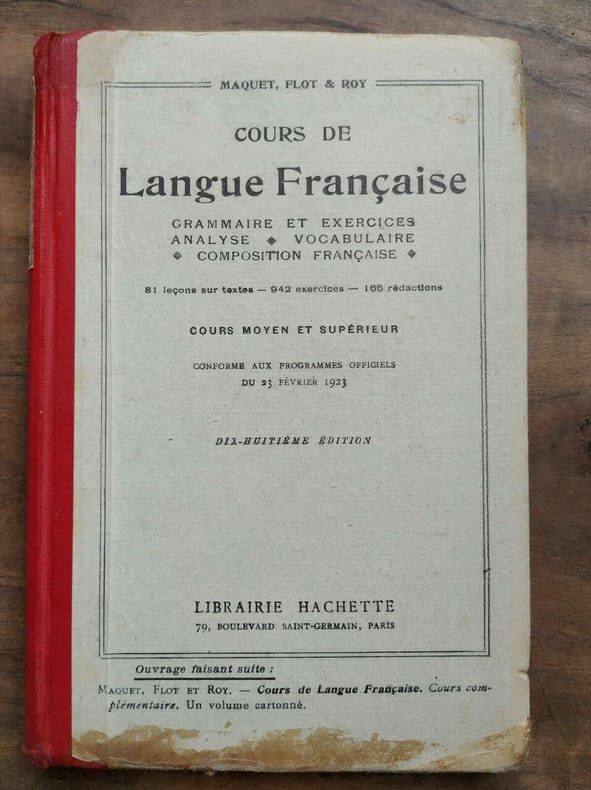 MAQUET, FLOT & ROY
COURS DE
Langue Française
GRAMMAIRE ET EXERCICES
ANALYSE ◆ VOCABULAIRE
◆ COMPOSITION FRANÇAISE ◆
81 leçons sur textes — 942 exercices — 165 rédactions
COURS MOYEN ET SUPÉRIEUR
CONFORME AUX PROGRAMMES OFFICIELS
DU 23 FÉVRIER 1923
DIX-HUITIÈME ÉDITION
LIBRAIRIE HACHETTE
79, BOULEVARD SAINT-GERMAIN, PARIS
Ouvrage faisant suite :
MAQUET, FLOT ET ROY. — Cours de Langue Française. Cours com-
plémentaire. Un volume cartonné.